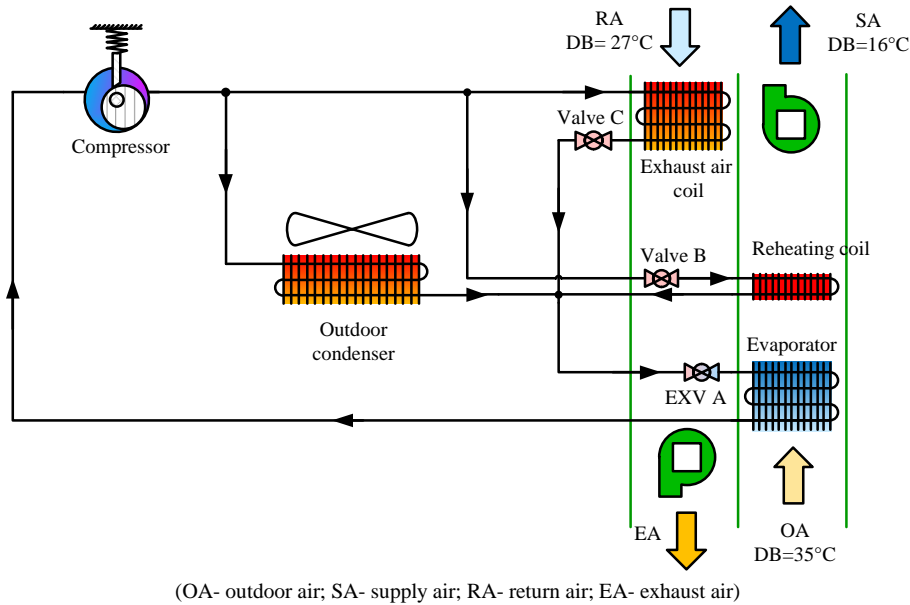 RA
DB= 27°C
SA
DB=16°C
Compressor
Valve C
Exhaust air
coil
Valve B
Reheating coil
Outdoor
condenser
Evaporator
EXV A
EA
OA
DB=35°C
(OA- outdoor air; SA- supply air; RA- return air; EA- exhaust air)